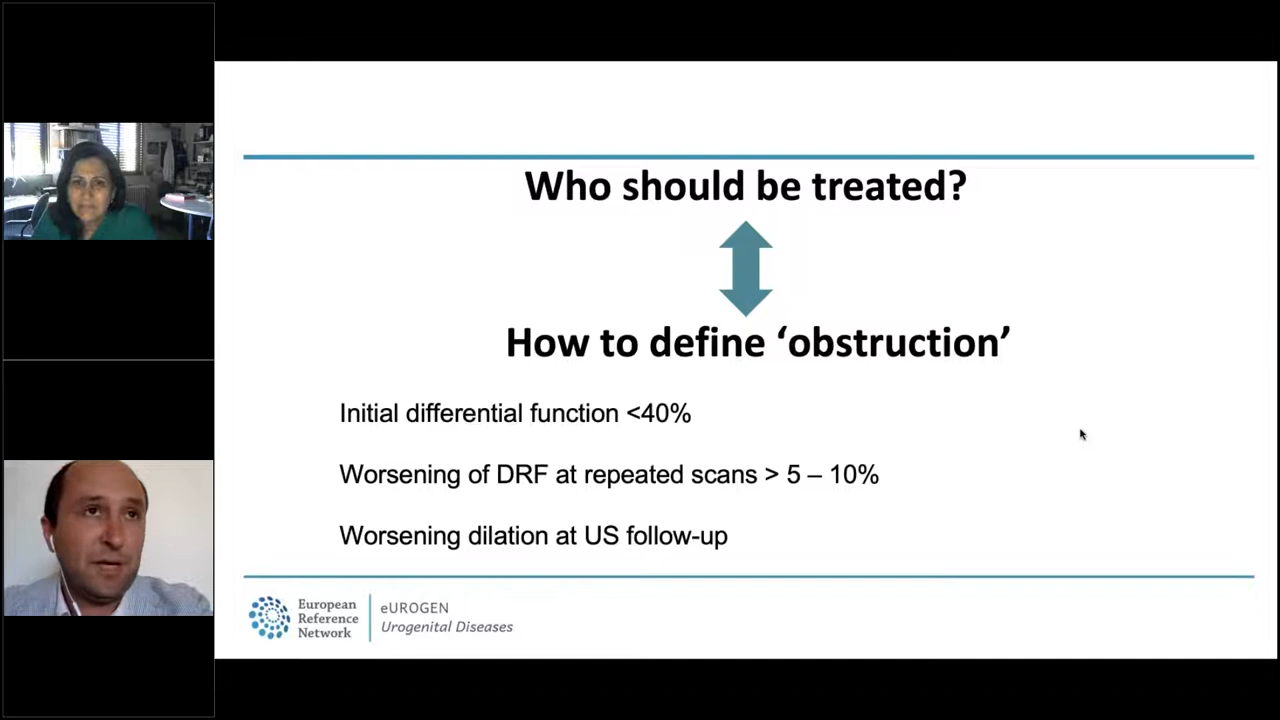 Who should be treated?
How to define ‘obstruction’
Initial differential function <40%
Worsening of DRF at repeated scans > 5 – 10%
Worsening dilation at US follow-up
European
Reference
Network
eUROGEN
Urogenital Diseases